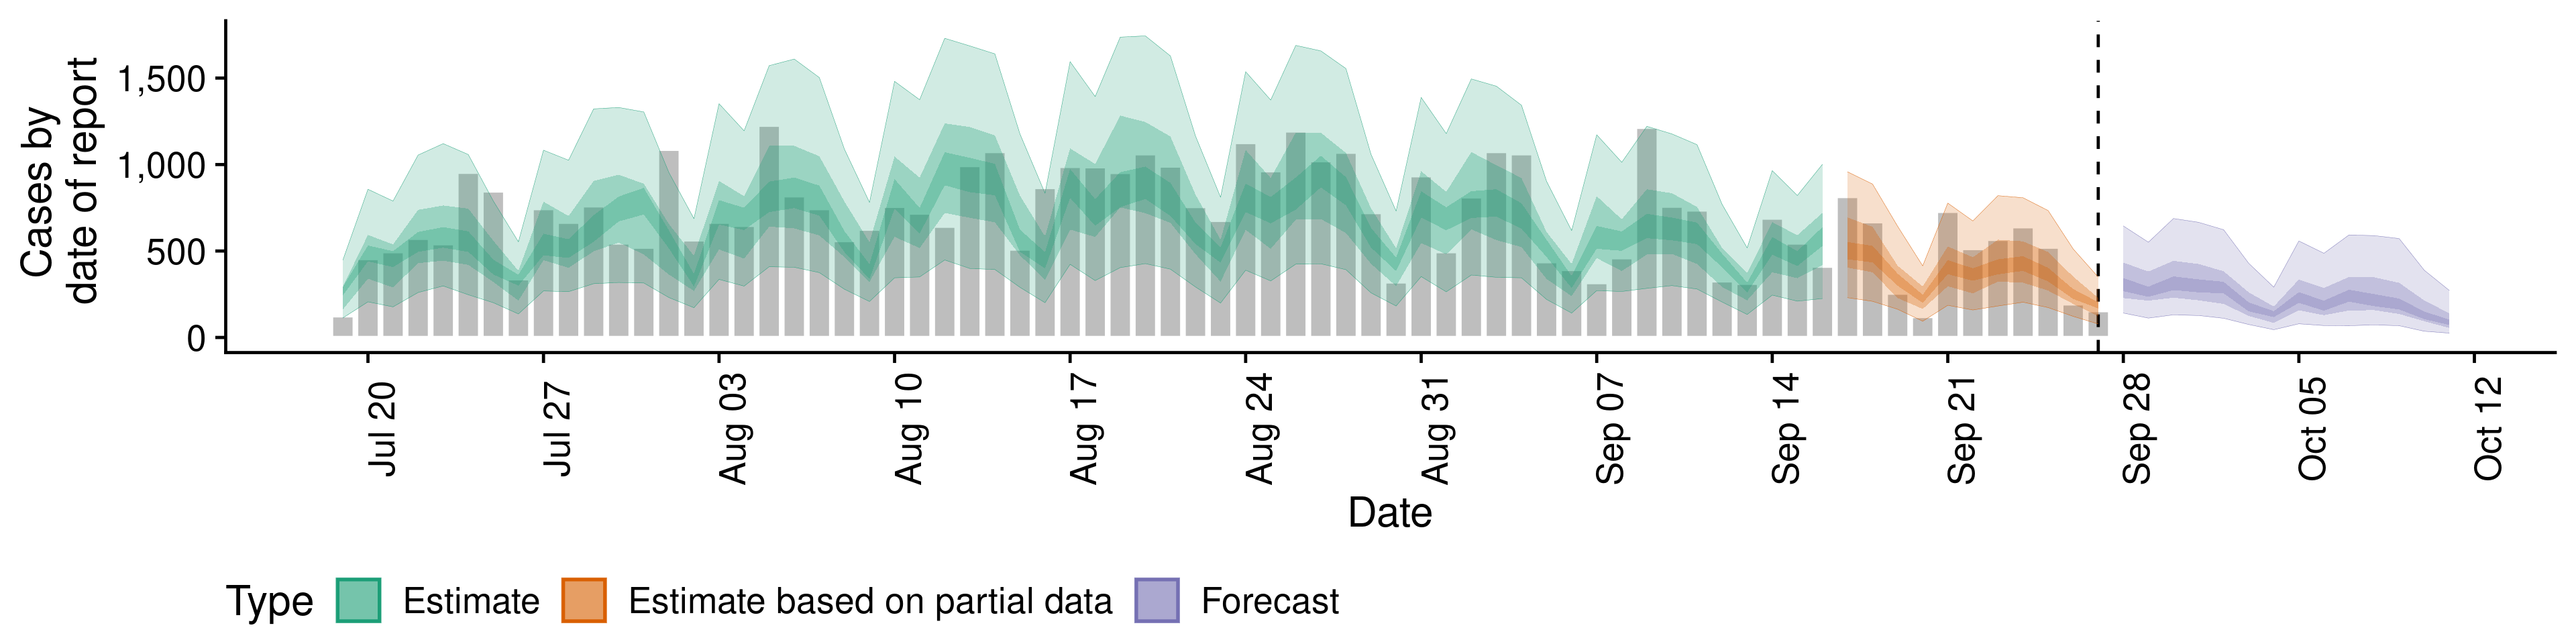 Cases by
date of report
1,500
1,000
500
0
Jul 20
Jul 27
Aug 03
Aug 10
Aug 17
Aug 24
Aug 31
Sep 07
Sep 14
Sep 21
Sep 28
Oct 05
Oct 12
Date
Type Estimate Estimate based on partial data Forecast